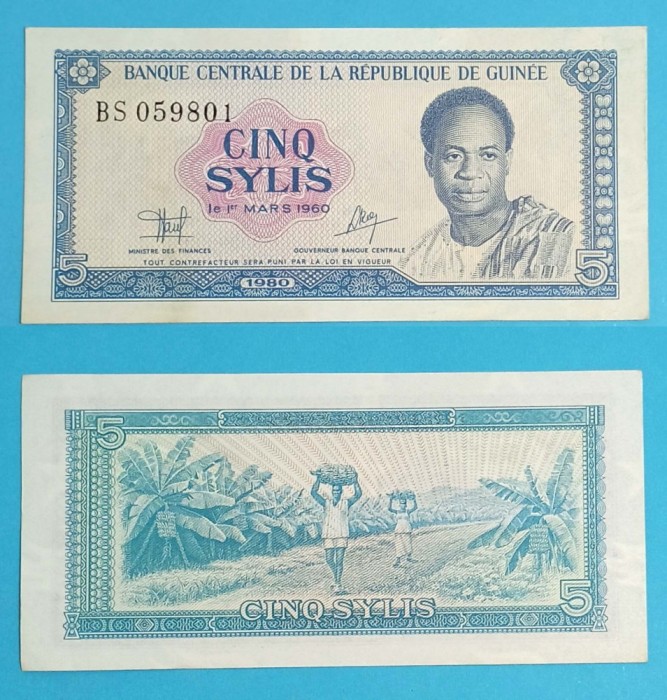 BANQUE CENTRALE DE LA RÉPUBLIQUE DE GUINÉE
BS 059801
CINQ
SYLIS
le 1er MARS 1960
MINISTRE DES FINANCES GOUVERNEUR BANQUE CENTRALE
TOUT CONTREFACTEUR SERA PUNI PAR LA LOI EN VIGUEUR
5 1980 5
5
CINQ SYLIS 5